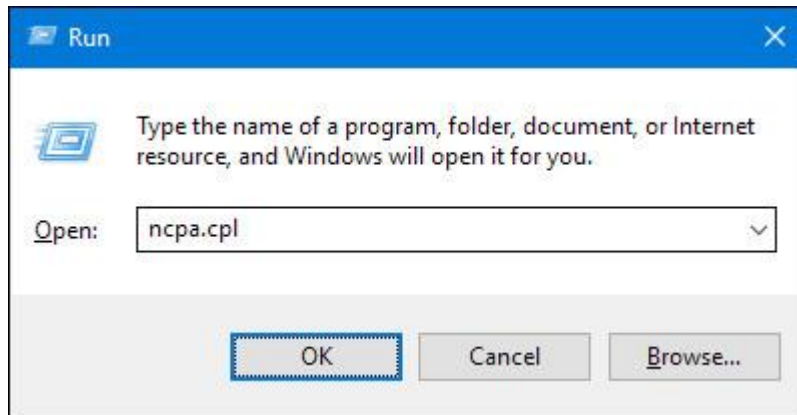 Run
Type the name of a program, folder, document, or Internet
resource, and Windows will open it for you.
Open: ncpa.cpl
OK Cancel Browse...